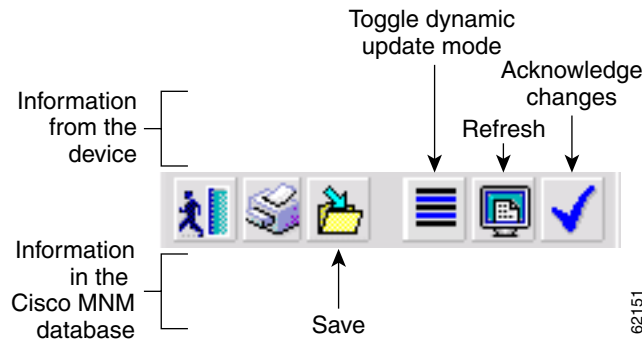 Toggle dynamic
update mode
Acknowledge
changes
Information
from the
device
Refresh
Information
in the
Cisco MNM
database
Save
62151